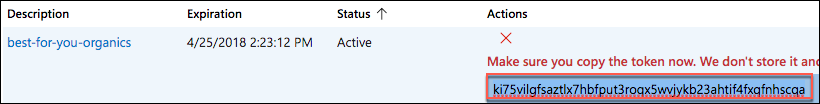 Description Expiration Status ↑ Actions
best-for-you-organics 4/25/2018 2:23:12 PM Active
Make sure you copy the token now. We don't store it and
ki75vilgfsaztlx7hbfput3roqx5wvjykb23ahtif4fxqfnhscqa